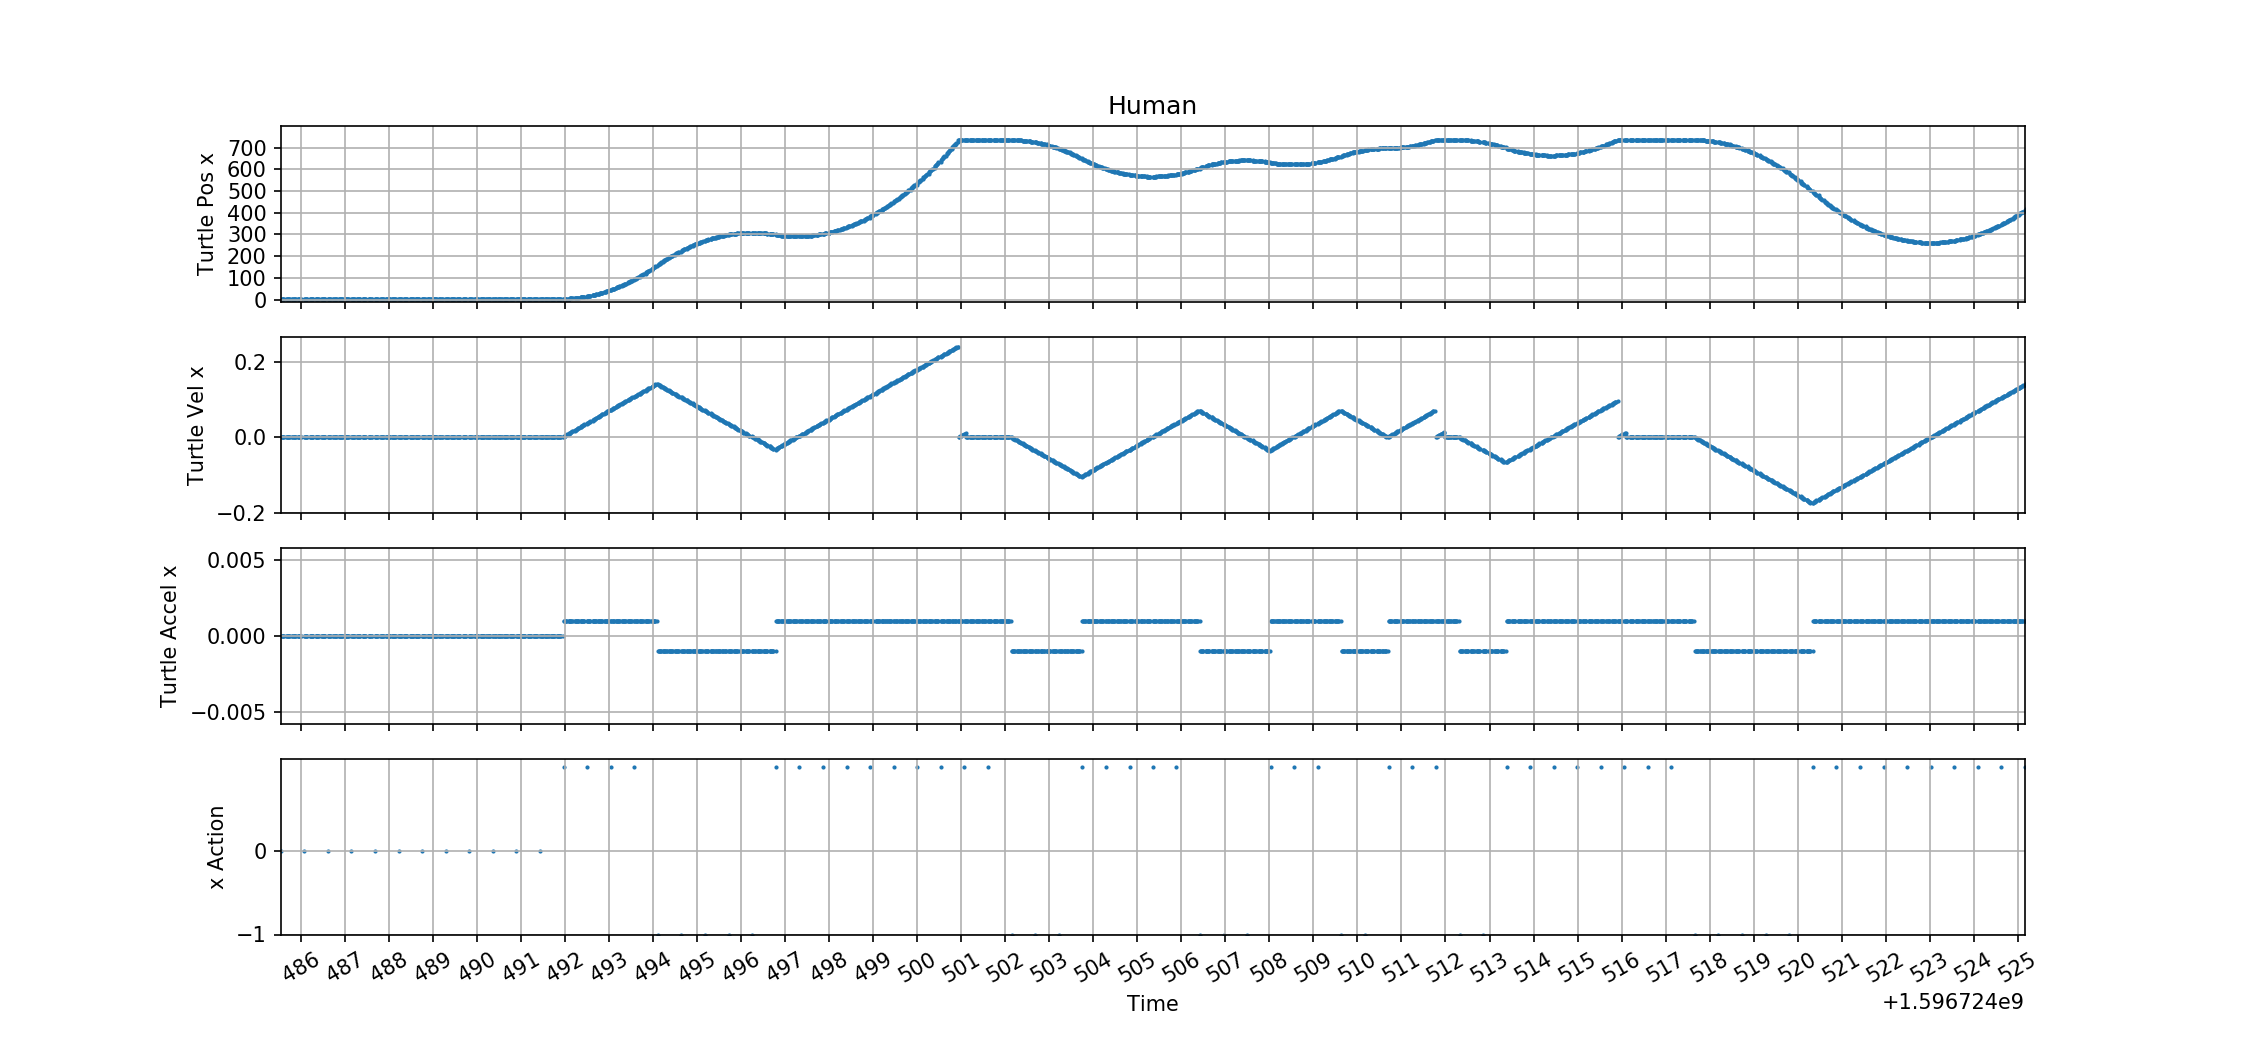 Human
Turtle Pos x
700
600
500
400
300
200
100
0
Turtle Vel x
0.2
0.0
−0.2
Turtle Accel x
0.005
0.000
−0.005
x Action
0
−1
486 487 488 489 490 491 492 493 494 495 496 497 498 499 500 501 502 503 504 505 506 507 508 509 510 511 512 513 514 515 516 517 518 519 520 521 522 523 524 525
Time
+1.596724e9